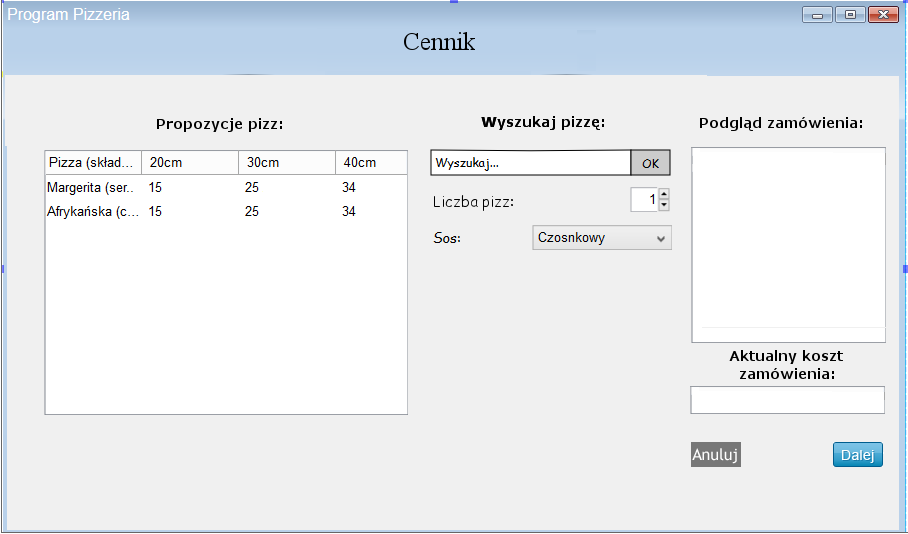 Program Pizzeria
Cennik
Propozycje pizz:
Pizza (skład... 20cm 30cm 40cm
Margerita (ser.. 15 25 34
Afrykańska (c... 15 25 34
Wyszukaj pizzę:
Wyszukaj... OK
Liczba pizz: 1
Sos: Czosnkowy
Podgląd zamówienia:
Aktualny koszt
zamówienia:
Anuluj Dalej